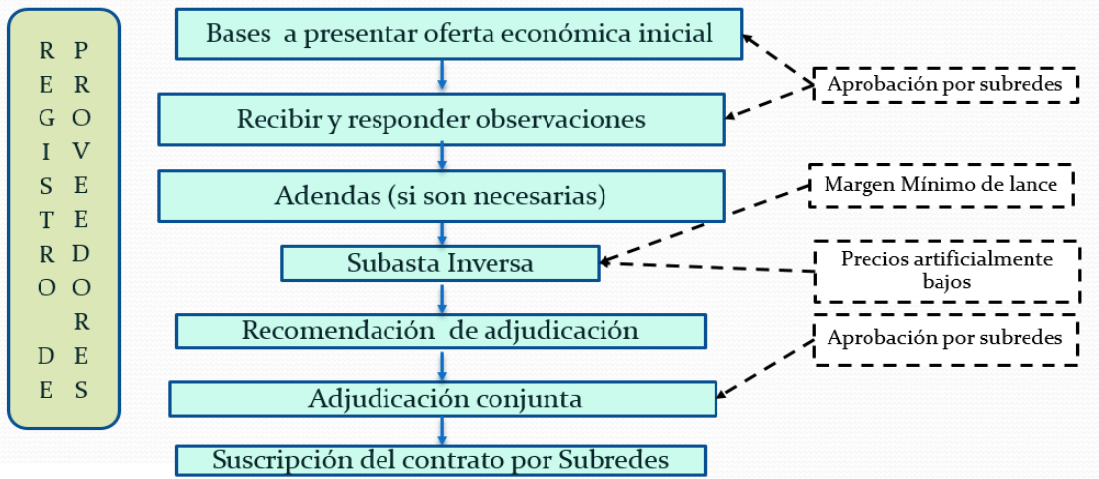 REGISTRO DE
PROVEEDORES
Bases a presentar oferta económica inicial
Aprobación por subredes
Recibir y responder observaciones
Margen Mínimo de lance
Adendas (si son necesarias)
Subasta Inversa
Precios artificialmente
bajos
Recomendación de adjudicación
Aprobación por subredes
Adjudicación conjunta
Suscripción del contrato por Subredes